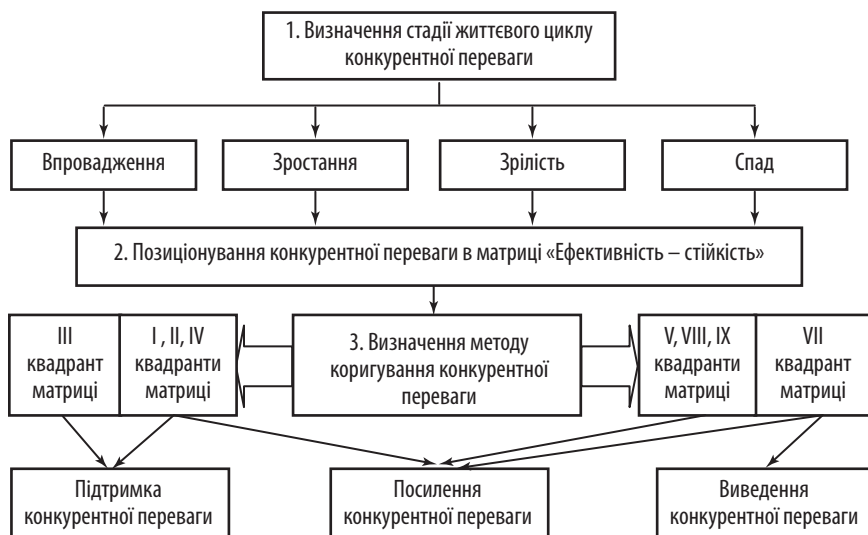 1. Визначення стадії життєвого циклу
конкурентної переваги
Впровадження
Зростання
Зрілість
Спад
2. Позиціонування конкурентної переваги в матриці «Ефективність – стійкість»
III
квадрант
матриці
I , II, IV
квадранти
матриці
3. Визначення методу
коригування конкурентної
переваги
V, VIII, IX
квадранти
матриці
VII
квадрант
матриці
Підтримка
конкурентної переваги
Посилення
конкурентної переваги
Виведення
конкурентної переваги